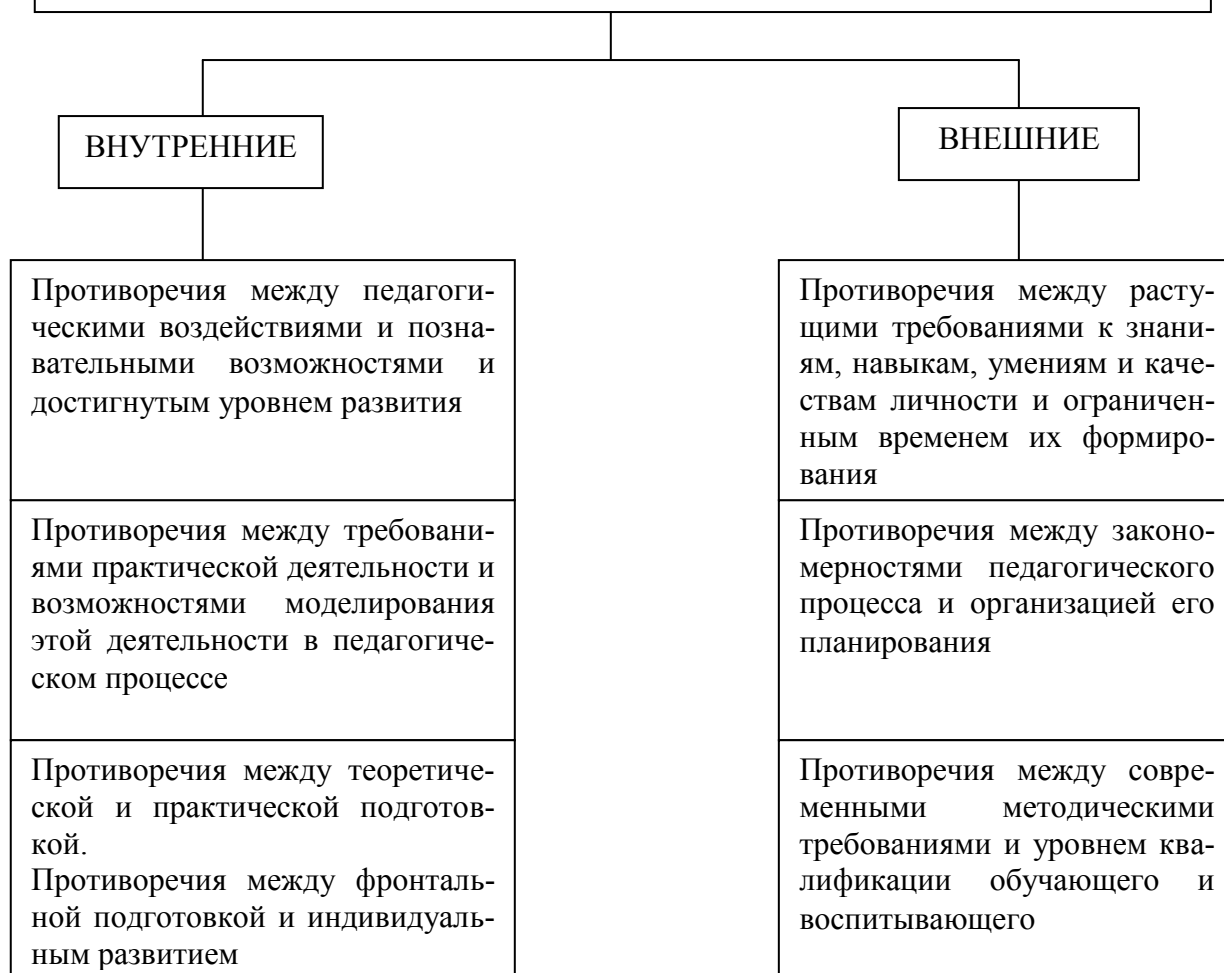 ВНУТРЕННИЕ
ВНЕШНИЕ
Противоречия между педагоги-
ческими воздействиями и позна-
вательными возможностями и
достигнутым уровнем развития
Противоречия между требовани-
ями практической деятельности и
возможностями моделирования
этой деятельности в педагогиче-
ском процессе
Противоречия между теоретиче-
ской и практической подготов-
кой.
Противоречия между фронталь-
ной подготовкой и индивидуаль-
ным развитием
Противоречия между расту-
щими требованиями к знани-
ям, навыкам, умениям и каче-
ствам личности и ограничен-
ным временем их формиро-
вания
Противоречия между законо-
мерностями педагогического
процесса и организацией его
планирования
Противоречия между совре-
менными методическими
требованиями и уровнем ква-
лификации обучающего и
воспитывающего